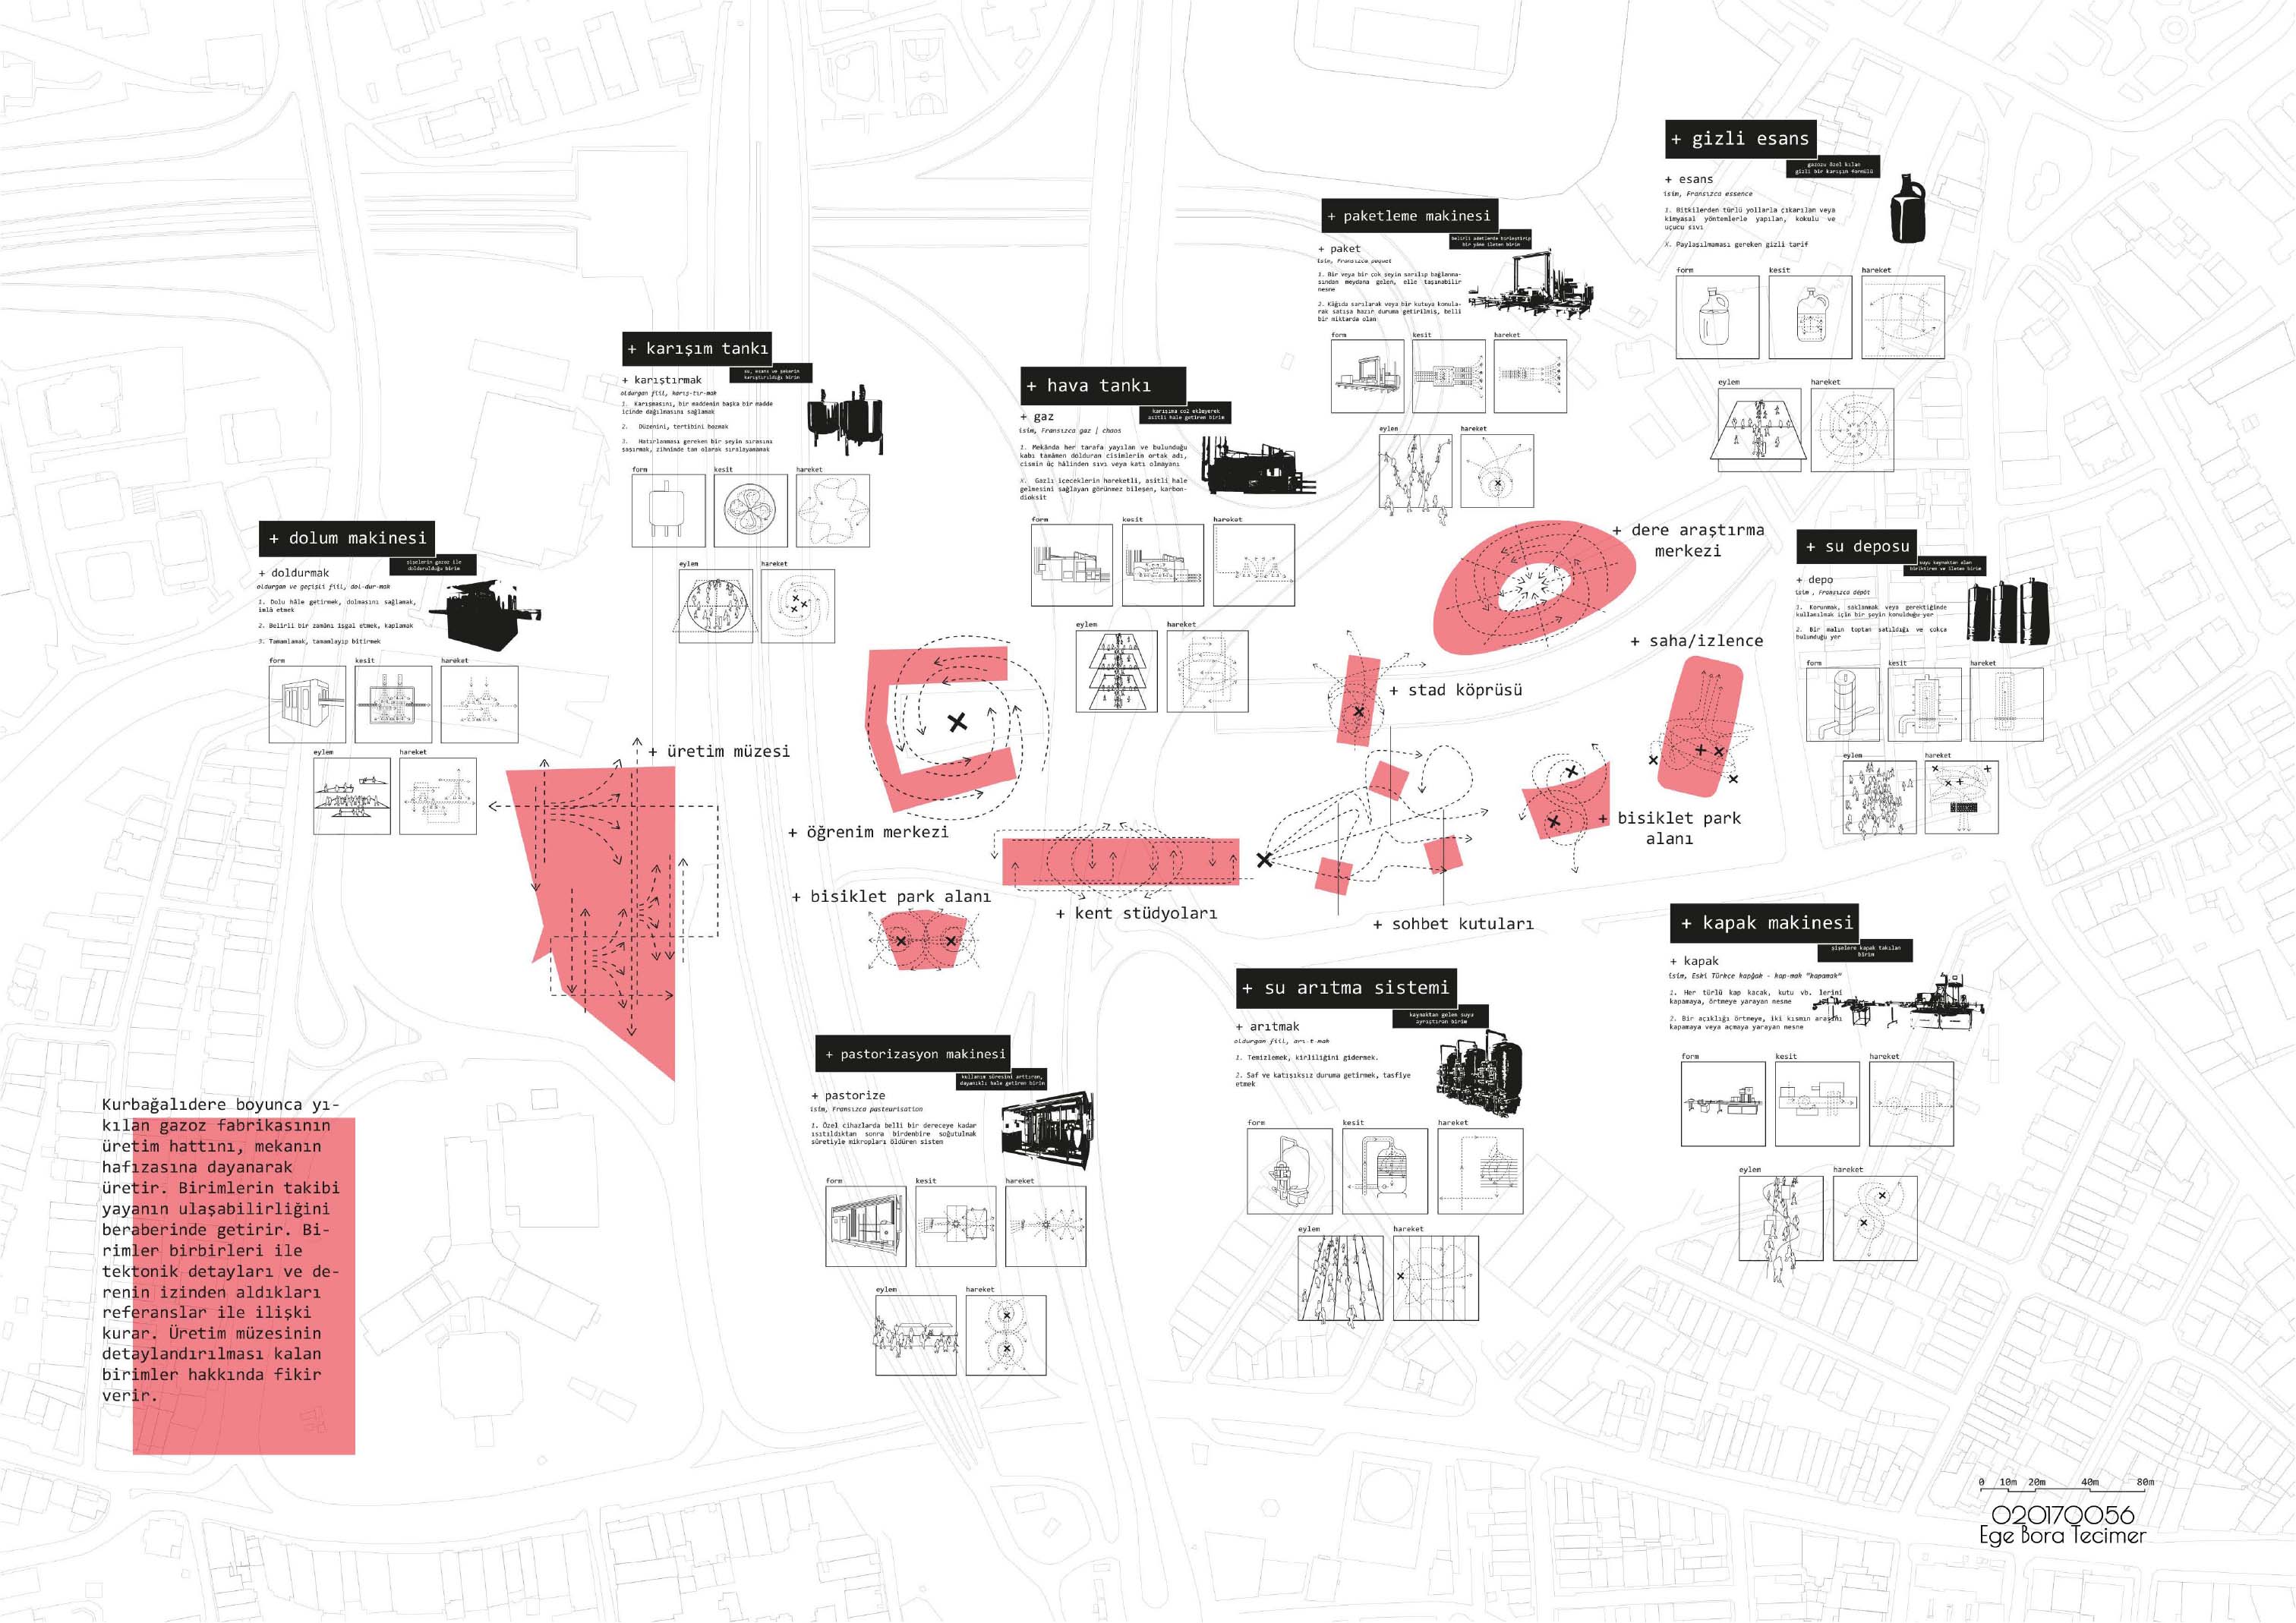 + gizli esans
gazozu özel kılan
gizli bir karışım formülü
+ esans
isim, Fransızca essence
1. Bitkilerden türlü yollarla çıkarılan veya
kimyasal yöntemlerle yapılan, kokulu ve
uçucu sıvı
X. Paylaşılmaması gereken gizli tarif
form
kesit
hareket
eylem
hareket
+ paketleme makinesi
belirli adetlerde birleştirip
bir yöne ileten birim
+ paket
isim, Fransızca paquet
1. Bir veya bir çok şeyin sarılıp bağlanma-
sından meydana gelen, elle taşınabilir
nesne
2. Kâğıda sarılarak veya bir kutuya konula-
rak satışa hazır duruma getirilmiş, belli
bir miktarda olan
form
kesit
hareket
eylem
hareket
+ karışım tankı
su, esans ve şekerin
karıştırıldığı birim
+ karıştırmak
oldurgan fiil, karış-tır-mak
1. Karışmasını, bir maddenin başka bir madde
içinde dağılmasını sağlamak
2. Düzenini, tertibini bozmak
3. Hatırlanması gereken bir şeyin sırasını
şaşırmak, zihninde tam olarak sıralayamamak
form
kesit
hareket
eylem
hareket
+ hava tankı
karışıma co2 ekleyerek
asitli hale getiren birim
+ gaz
isim, Fransızca gaz | chaos
1. Mekânda her tarafa yayılan ve bulunduğu
kabı tamamen dolduran cisimlerin ortak adı,
cismin üç hâlinden sıvı veya katı olmayanı
X. Gazlı içeceklerin hareketli, asitli hale
gelmesini sağlayan görünmez bileşen, karbon-
dioksit
form
kesit
hareket
eylem
hareket
+ dolum makinesi
şişelerin gazoz ile
doldurulduğu birim
+ doldurmak
oldurgan ve geçişli fiil, dol-dur-mak
1. Dolu hâle getirmek, dolmasını sağlamak,
imlâ etmek
2. Belirli bir zamânı işgal etmek, kaplamak
3. Tamamlamak, tamamlayıp bitirmek
form
kesit
hareket
eylem
hareket
+ su deposu
suyu kaynaktan alan
biriktiren ve ileten birim
+ depo
isim , Fransızca dépôt
1. Korunmak, saklanmak veya gerektiğinde
kullanılmak için bir şeyin konulduğu yer
2. Bir malın toptan satıldığı ve çokça
bulunduğu yer
form
kesit
hareket
eylem
hareket
+ dere araştırma
merkezi
+ saha/izlence
+ stad köprüsü
+ üretim müzesi
+ öğrenim merkezi
+ bisiklet park
alanı
+ bisiklet park alanı
+ kent stüdyoları
+ sohbet kutuları
+ kapak makinesi
şişelere kapak takılan
birim
+ kapak
isim, Eski Türkçe kapġak - kap-mak "kapamak"
1. Her türlü kap kacak, kutu vb. lerini
kapamaya, örtmeye yarayan nesne
2. Bir açıklığı örtmeye, iki kısmın arasını
kapamaya veya açmaya yarayan nesne
form
kesit
hareket
eylem
hareket
+ su arıtma sistemi
kaynaktan gelen suyu
ayrıştıran birim
+ arıtmak
oldurgan fiil, arı-t-mak
1. Temizlemek, kirliliğini gidermek.
2. Saf ve katışıksız duruma getirmek, tasfiye
etmek
form
kesit
hareket
eylem
hareket
+ pastorizasyon makinesi
kullanım süresini arttıran,
dayanıklı hale getiren birim
+ pastorize
isim, Fransızca pasteurisation
1. Özel cihazlarda belli bir dereceye kadar
ısıtıldıktan sonra birdenbire soğutulmak
sûretiyle mikropları öldüren sistem
form
kesit
hareket
eylem
hareket
Kurbağalıdere boyunca yı-
kılan gazoz fabrikasının
üretim hattını, mekanın
hafızasına dayanarak
üretir. Birimlerin takibi
yayanın ulaşabilirliğini
beraberinde getirir. Bi-
rimler birbirleri ile
tektonik detayları ve de-
renin izinden aldıkları
referanslar ile ilişki
kurar. Üretim müzesinin
detaylandırılması kalan
birimler hakkında fikir
verir.
0 10m 20m 40m 80m
020170056
Ege Bora Tecimer